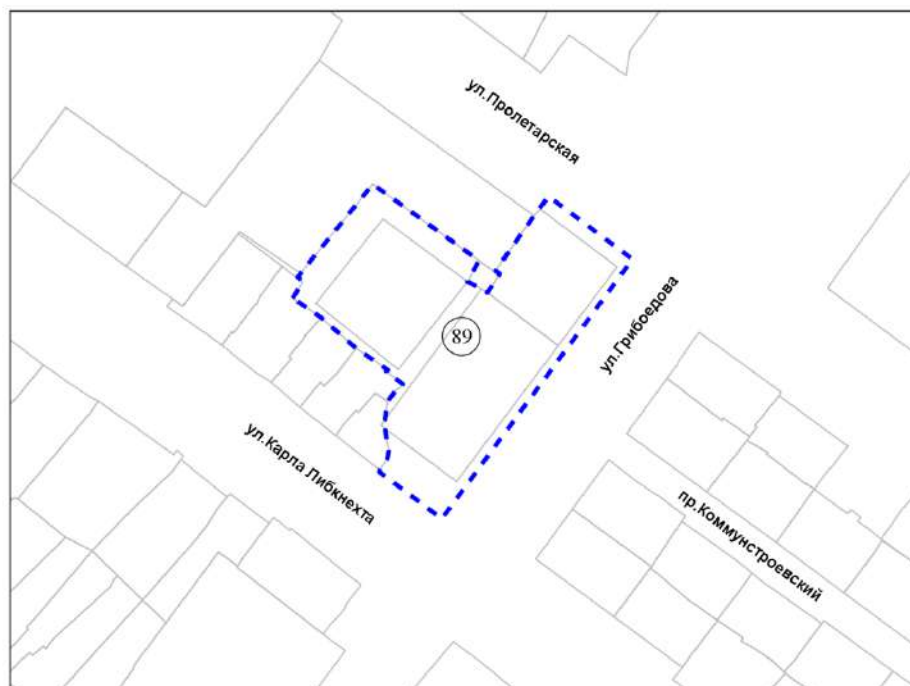 ул.Пролетарская
ул.Грибоедова
89
ул.Карла Либкнехта
пр.Коммунстроевский